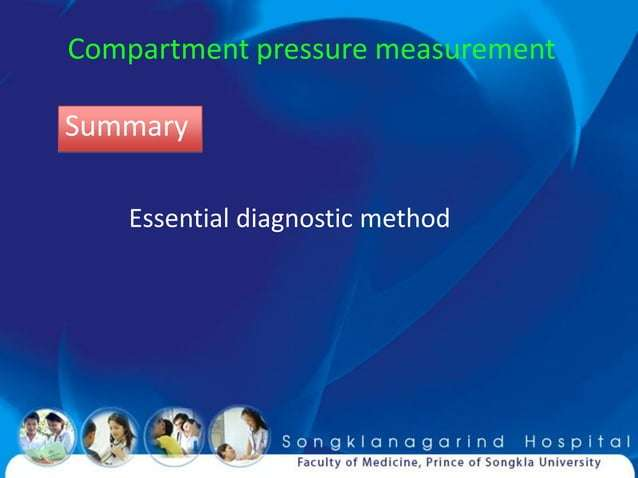 Compartment pressure measurement
Summary
Essential diagnostic method
Songklanagarind Hospital
Faculty of Medicine, Prince of Songkla University